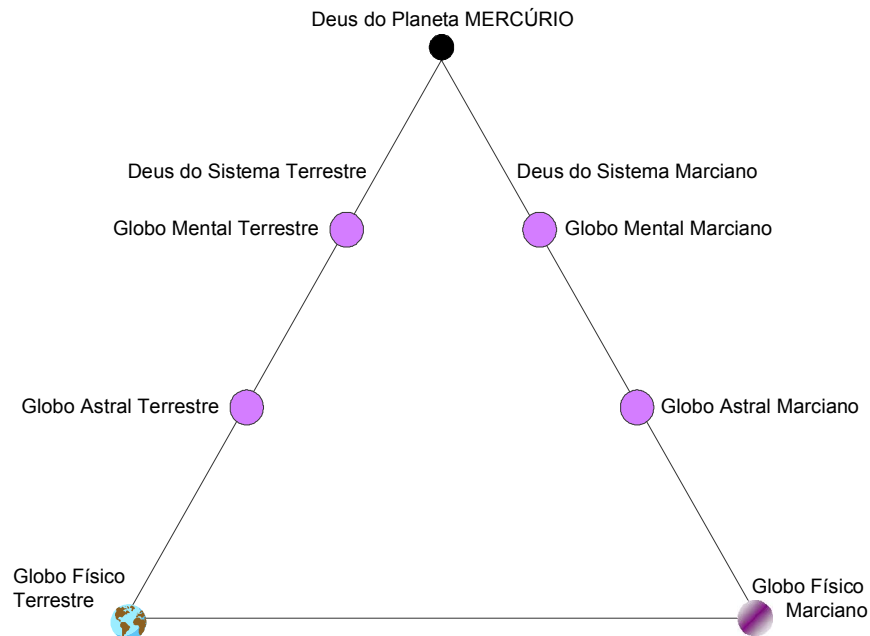 Deus do Planeta MERCÚRIO
Deus do Sistema Terrestre
Deus do Sistema Marciano
Globo Mental Terrestre
Globo Mental Marciano
Globo Astral Terrestre
Globo Astral Marciano
Globo Físico
Terrestre
Globo Físico
Marciano